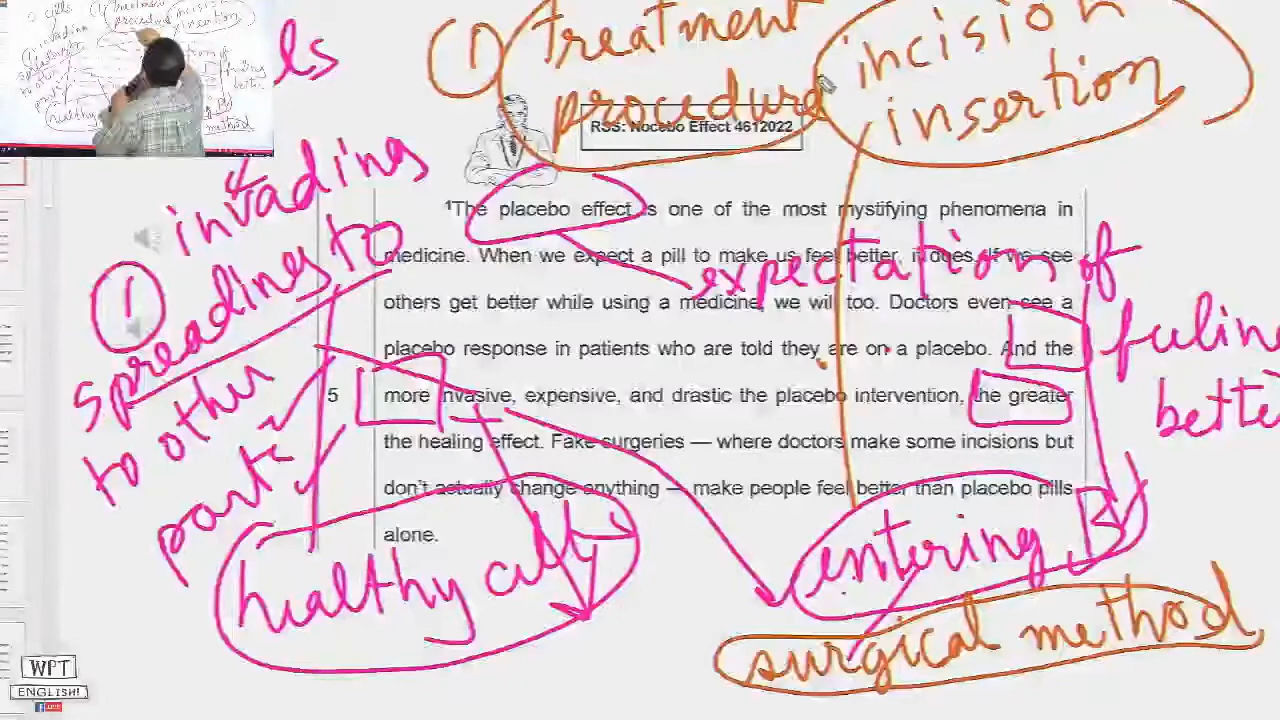 ① treatment incision
procedure insertion
ls
RSS: Nocebo Effect 4612022
invading
¹The placebo effect is one of the most mystifying phenomena in
medicine. When we expect a pill to make us feel better, it does. If we see
expectation of
① spreading to
others get better while using a medicine, we will too. Doctors even see a
placebo response in patients who are told they are on a placebo. And the
5 more invasive, expensive, and drastic the placebo intervention, the greater
to other
better
the healing effect. Fake surgeries — where doctors make some incisions but
parts
don't actually change anything — make people feel better than placebo pills
alone.
healthy cells
entering
surgical method
WPT
ENGLISH!